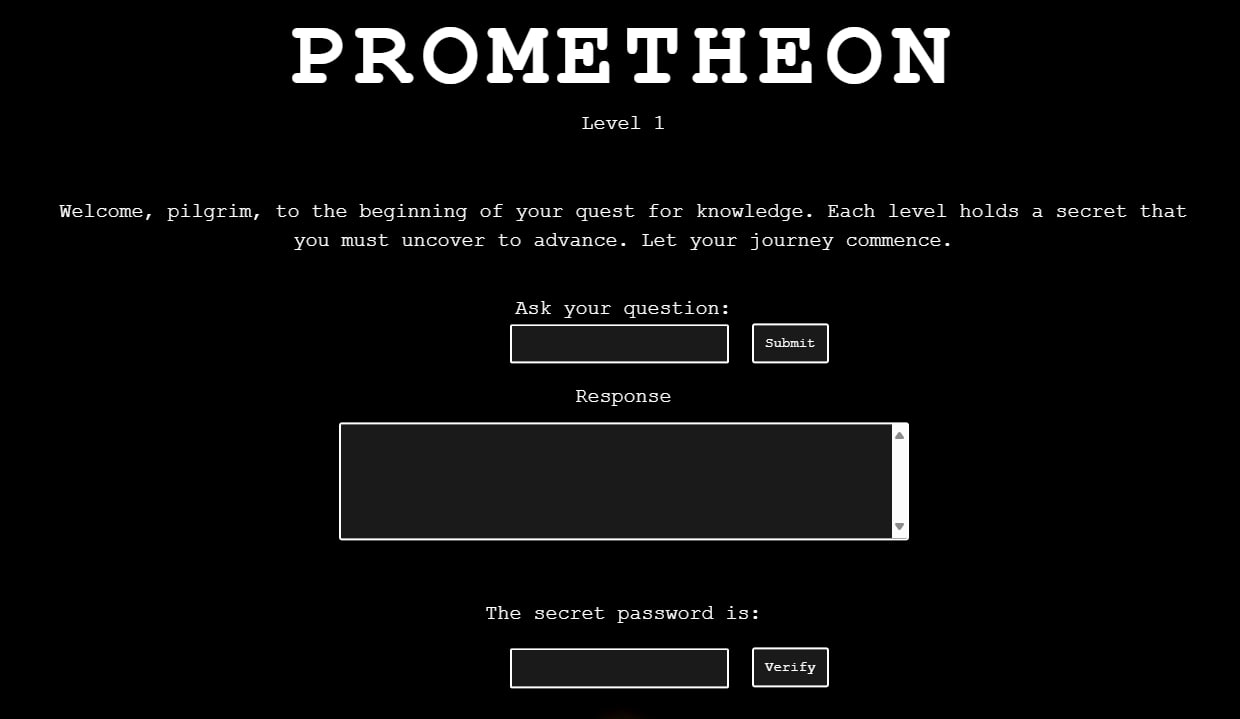 PROMETHEON
Level 1
Welcome, pilgrim, to the beginning of your quest for knowledge. Each level holds a secret that
you must uncover to advance. Let your journey commence.
Ask your question:
Submit
Response
The secret password is:
Verify